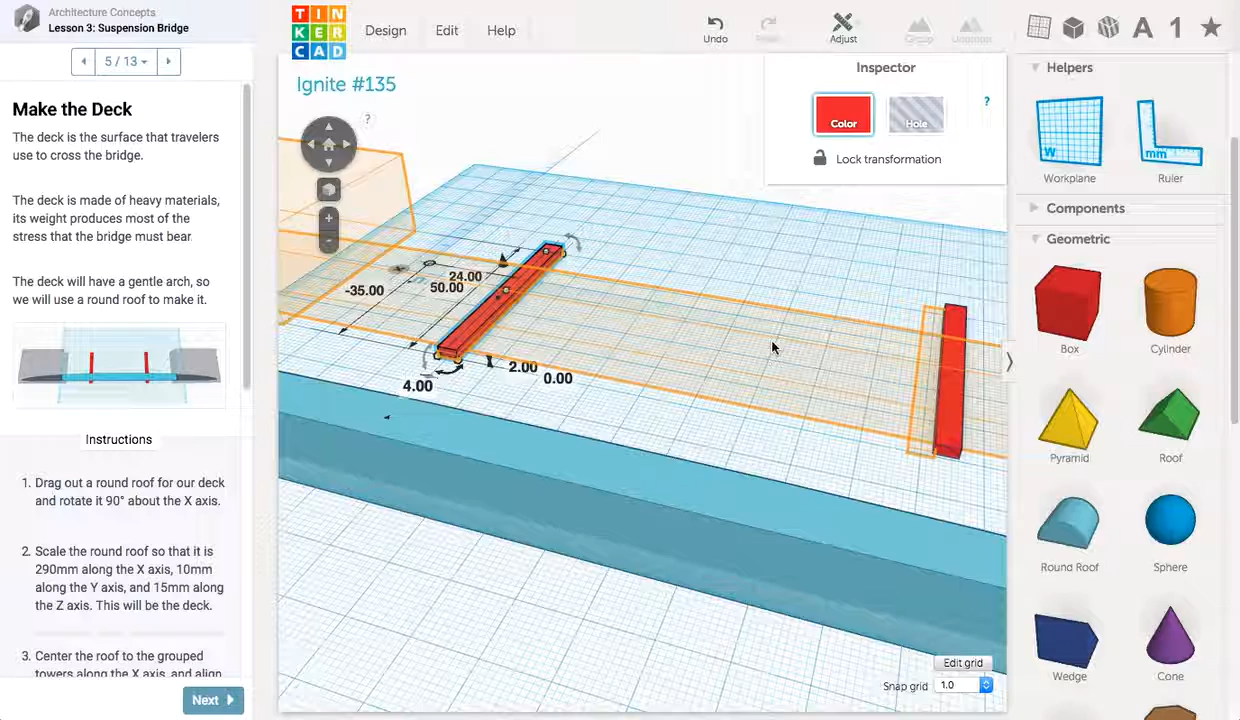 Architecture Concepts
Lesson 3: Suspension Bridge
5 / 13
Make the Deck
The deck is the surface that travelers
use to cross the bridge.
The deck is made of heavy materials,
its weight produces most of the
stress that the bridge must bear.
The deck will have a gentle arch, so
we will use a round roof to make it.
Instructions
1. Drag out a round roof for our deck
and rotate it 90° about the X axis.
2. Scale the round roof so that it is
290mm along the X axis, 10mm
along the Y axis, and 15mm along
the Z axis. This will be the deck.
3. Center the roof to the grouped
towers along the X axis, and align
Next
TIN
KER
CAD
Design
Edit
Help
Undo
Adjust
Group
Ungroup
A
1
Ignite #135
?
Inspector
Color
Hole
?
Lock transformation
24.00
50.00
-35.00
2.00
0.00
4.00
Edit grid
Snap grid
1.0
Helpers
W
mm
Workplane
Ruler
Components
Geometric
Box
Cylinder
Pyramid
Roof
Round Roof
Sphere
Wedge
Cone